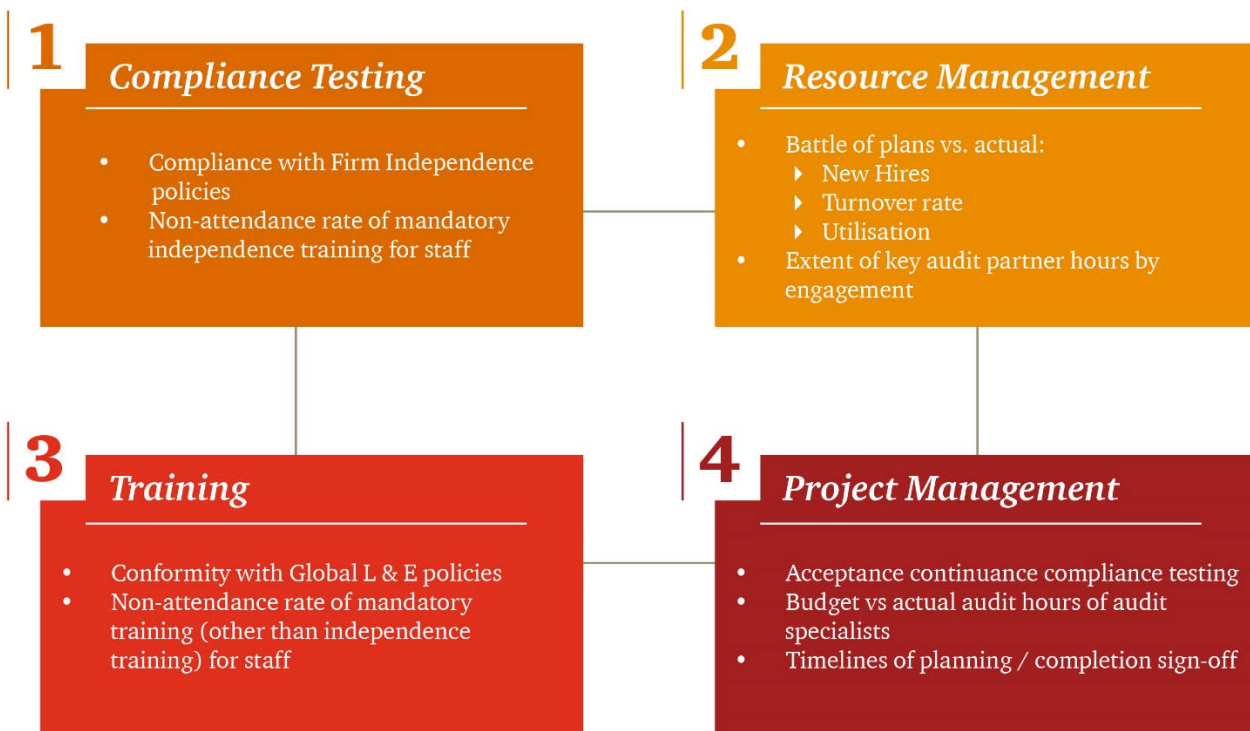 1
Compliance Testing
• Compliance with Firm Independence
policies
• Non-attendance rate of mandatory
independence training for staff
2
Resource Management
• Battle of plans vs. actual:
New Hires
Turnover rate
Utilisation
• Extent of key audit partner hours by
engagement
3
Training
• Conformity with Global L & E policies
• Non-attendance rate of mandatory
training (other than independence
training) for staff
4
Project Management
• Acceptance continuance compliance testing
• Budget vs actual audit hours of audit
specialists
• Timelines of planning / completion sign-off